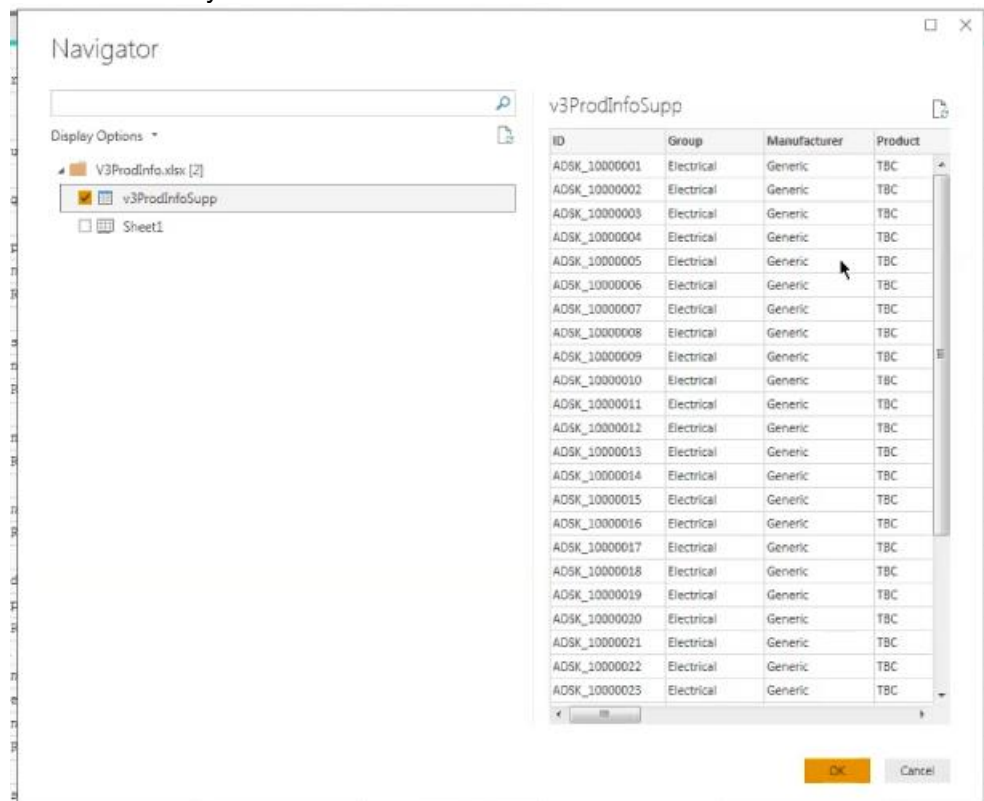 Navigator
Display Options
V3ProdInfo.xlsx [2]
v3ProdInfoSupp
Sheet1
v3ProdInfoSupp
ID Group Manufacturer Product
ADSK_10000001 Electrical Generic TBC
ADSK_10000002 Electrical Generic TBC
ADSK_10000003 Electrical Generic TBC
ADSK_10000004 Electrical Generic TBC
ADSK_10000005 Electrical Generic TBC
ADSK_10000006 Electrical Generic TBC
ADSK_10000007 Electrical Generic TBC
ADSK_10000008 Electrical Generic TBC
ADSK_10000009 Electrical Generic TBC
ADSK_10000010 Electrical Generic TBC
ADSK_10000011 Electrical Generic TBC
ADSK_10000012 Electrical Generic TBC
ADSK_10000013 Electrical Generic TBC
ADSK_10000014 Electrical Generic TBC
ADSK_10000015 Electrical Generic TBC
ADSK_10000016 Electrical Generic TBC
ADSK_10000017 Electrical Generic TBC
ADSK_10000018 Electrical Generic TBC
ADSK_10000019 Electrical Generic TBC
ADSK_10000020 Electrical Generic TBC
ADSK_10000021 Electrical Generic TBC
ADSK_10000022 Electrical Generic TBC
ADSK_10000023 Electrical Generic TBC
OK Cancel